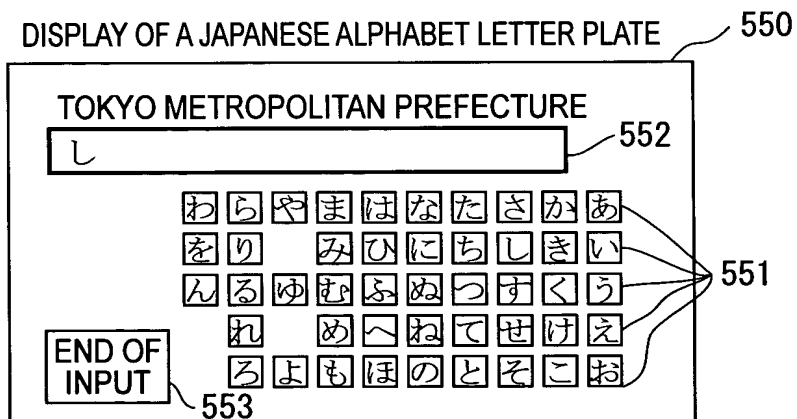 DISPLAY OF A JAPANESE ALPHABET LETTER PLATE
550
TOKYO METROPOLITAN PREFECTURE
し
552
わ ら や ま は な た さ か あ
を り み ひ に ち し き い
ん る ゆ む ふ ぬ つ す く う
れ め へ ね て せ け え
ろ よ も ほ の と そ こ お
551
END OF
INPUT
553